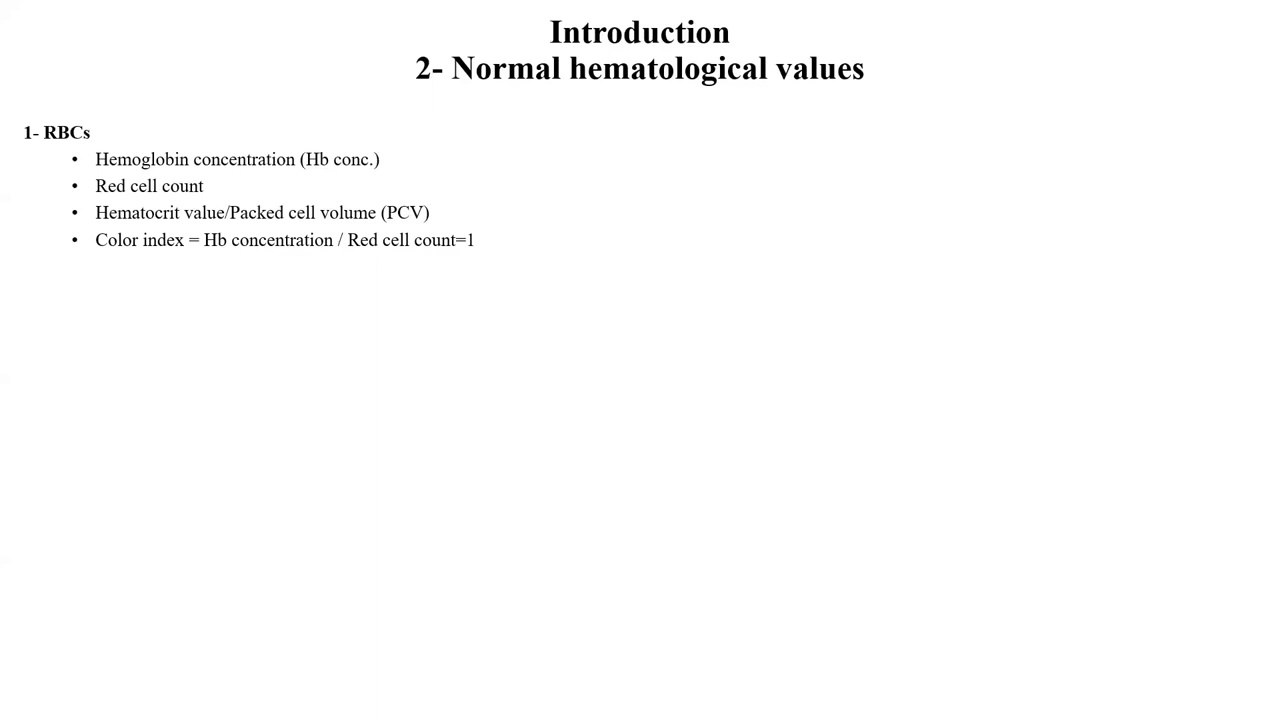 Introduction
2- Normal hematological values
1- RBCs
• Hemoglobin concentration (Hb conc.)
• Red cell count
• Hematocrit value/Packed cell volume (PCV)
• Color index = Hb concentration / Red cell count=1